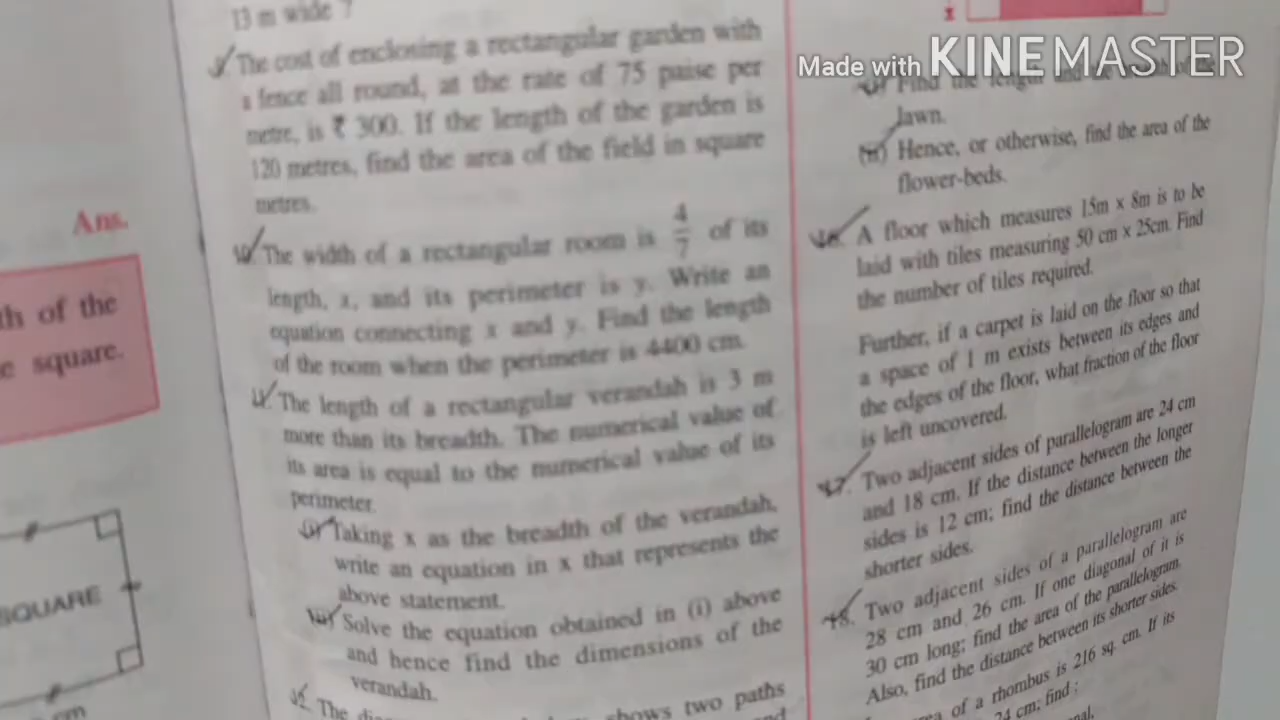 Ans.
th of the
e square.
SQUARE
cm
13 m wide ?
9. The cost of enclosing a rectangular garden with
a fence all round, at the rate of 75 paise per
metre, is ₹ 300. If the length of the garden is
120 metres, find the area of the field in square
metres.
10. The width of a rectangular room is 4/7 of its
length, x, and its perimeter is y. Write an
equation connecting x and y. Find the length
of the room when the perimeter is 4400 cm.
11. The length of a rectangular verandah is 3 m
more than its breadth. The numerical value of
its area is equal to the numerical value of its
perimeter.
(i) Taking x as the breadth of the verandah,
write an equation in x that represents the
above statement.
(ii) Solve the equation obtained in (i) above
and hence find the dimensions of the
verandah.
12. The shows two paths
Made with KINEMASTER
Find the length and the
lawn.
(iii) Hence, or otherwise, find the area of the
flower-beds.
16. A floor which measures 15m x 8m is to be
laid with tiles measuring 50 cm x 25cm. Find
the number of tiles required.
Further, if a carpet is laid on the floor so that
a space of 1 m exists between its edges and
the edges of the floor, what fraction of the floor
is left uncovered.
17. Two adjacent sides of parallelogram are 24 cm
and 18 cm. If the distance between the longer
sides is 12 cm; find the distance between the
shorter sides.
18. Two adjacent sides of a parallelogram are
28 cm and 26 cm. If one diagonal of it is
30 cm long; find the area of the parallelogram.
Also, find the distance between its shorter sides.
of a rhombus is 216 sq. cm. If its
24 cm; find :